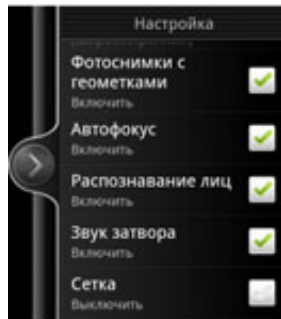 Настройка
Фотоснимки с
геометками
Включить
Автофокус
Включить
Распознавание лиц
Включить
Звук затвора
Включить
Сетка
Выключить